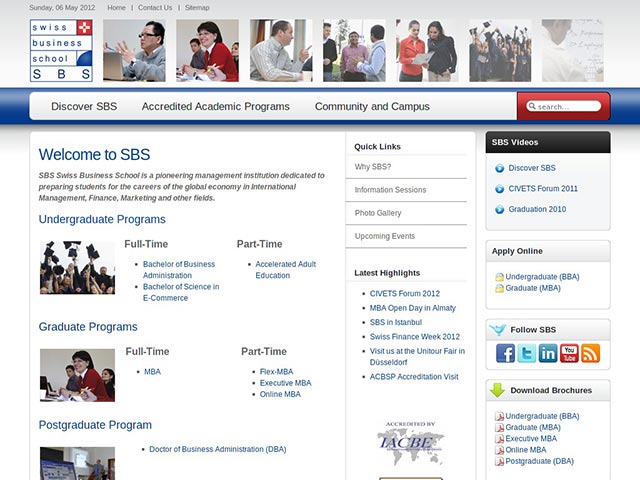 Sunday, 06 May 2012
Home | Contact Us | Sitemap
swiss
business
school
S B S
Discover SBS
Accredited Academic Programs
Community and Campus
search...
Welcome to SBS
SBS Swiss Business School is a pioneering management institution dedicated to
preparing students for the careers of the global economy in International
Management, Finance, Marketing and other fields.
Undergraduate Programs
Full-Time
Bachelor of Business
Administration
Bachelor of Science in
E-Commerce
Part-Time
Accelerated Adult
Education
Graduate Programs
Full-Time
MBA
Part-Time
Flex-MBA
Executive MBA
Online MBA
Postgraduate Program
Doctor of Business Administration (DBA)
Quick Links
Why SBS?
Information Sessions
Photo Gallery
Upcoming Events
Latest Highlights
CIVETS Forum 2012
MBA Open Day in Almaty
SBS in Istanbul
Swiss Finance Week 2012
Visit us at the Unitour Fair in
Düsseldorf
ACBSP Accreditation Visit
ACCREDITED BY
IACBE
SBS Videos
Discover SBS
CIVETS Forum 2011
Graduation 2010
Apply Online
Undergraduate (BBA)
Graduate (MBA)
Follow SBS
You Tube
Download Brochures
Undergraduate (BBA)
Graduate (MBA)
Executive MBA
Online MBA
Postgraduate (DBA)